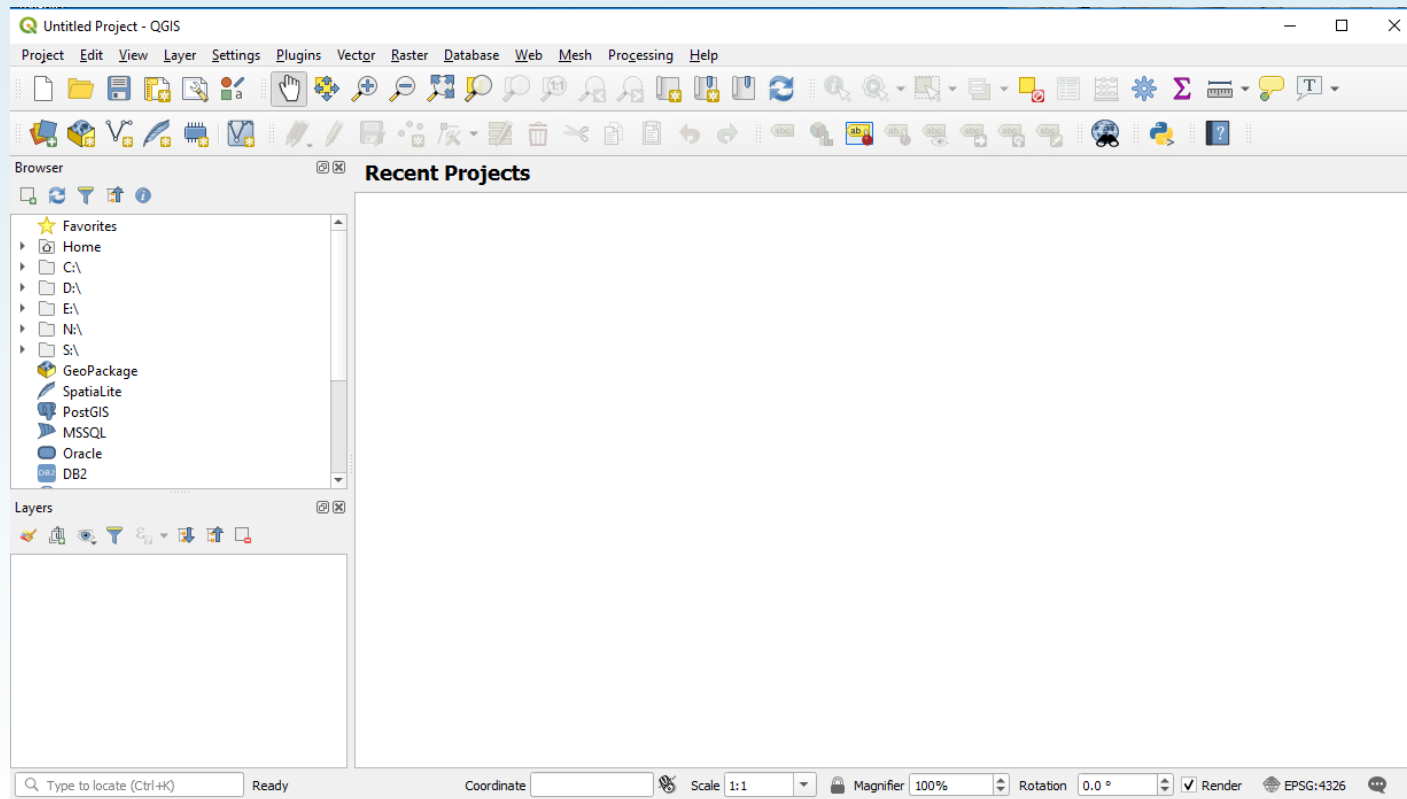 Untitled Project - QGIS
Project Edit View Layer Settings Plugins Vector Raster Database Web Mesh Processing Help
Browser
Recent Projects
Favorites
Home
C:\
D:\
E:\
N:\
S:\
GeoPackage
SpatiaLite
PostGIS
MSSQL
Oracle
DB2 DB2
Layers
Type to locate (Ctrl+K) Ready Coordinate Scale 1:1 Magnifier 100% Rotation 0.0 ° Render EPSG:4326